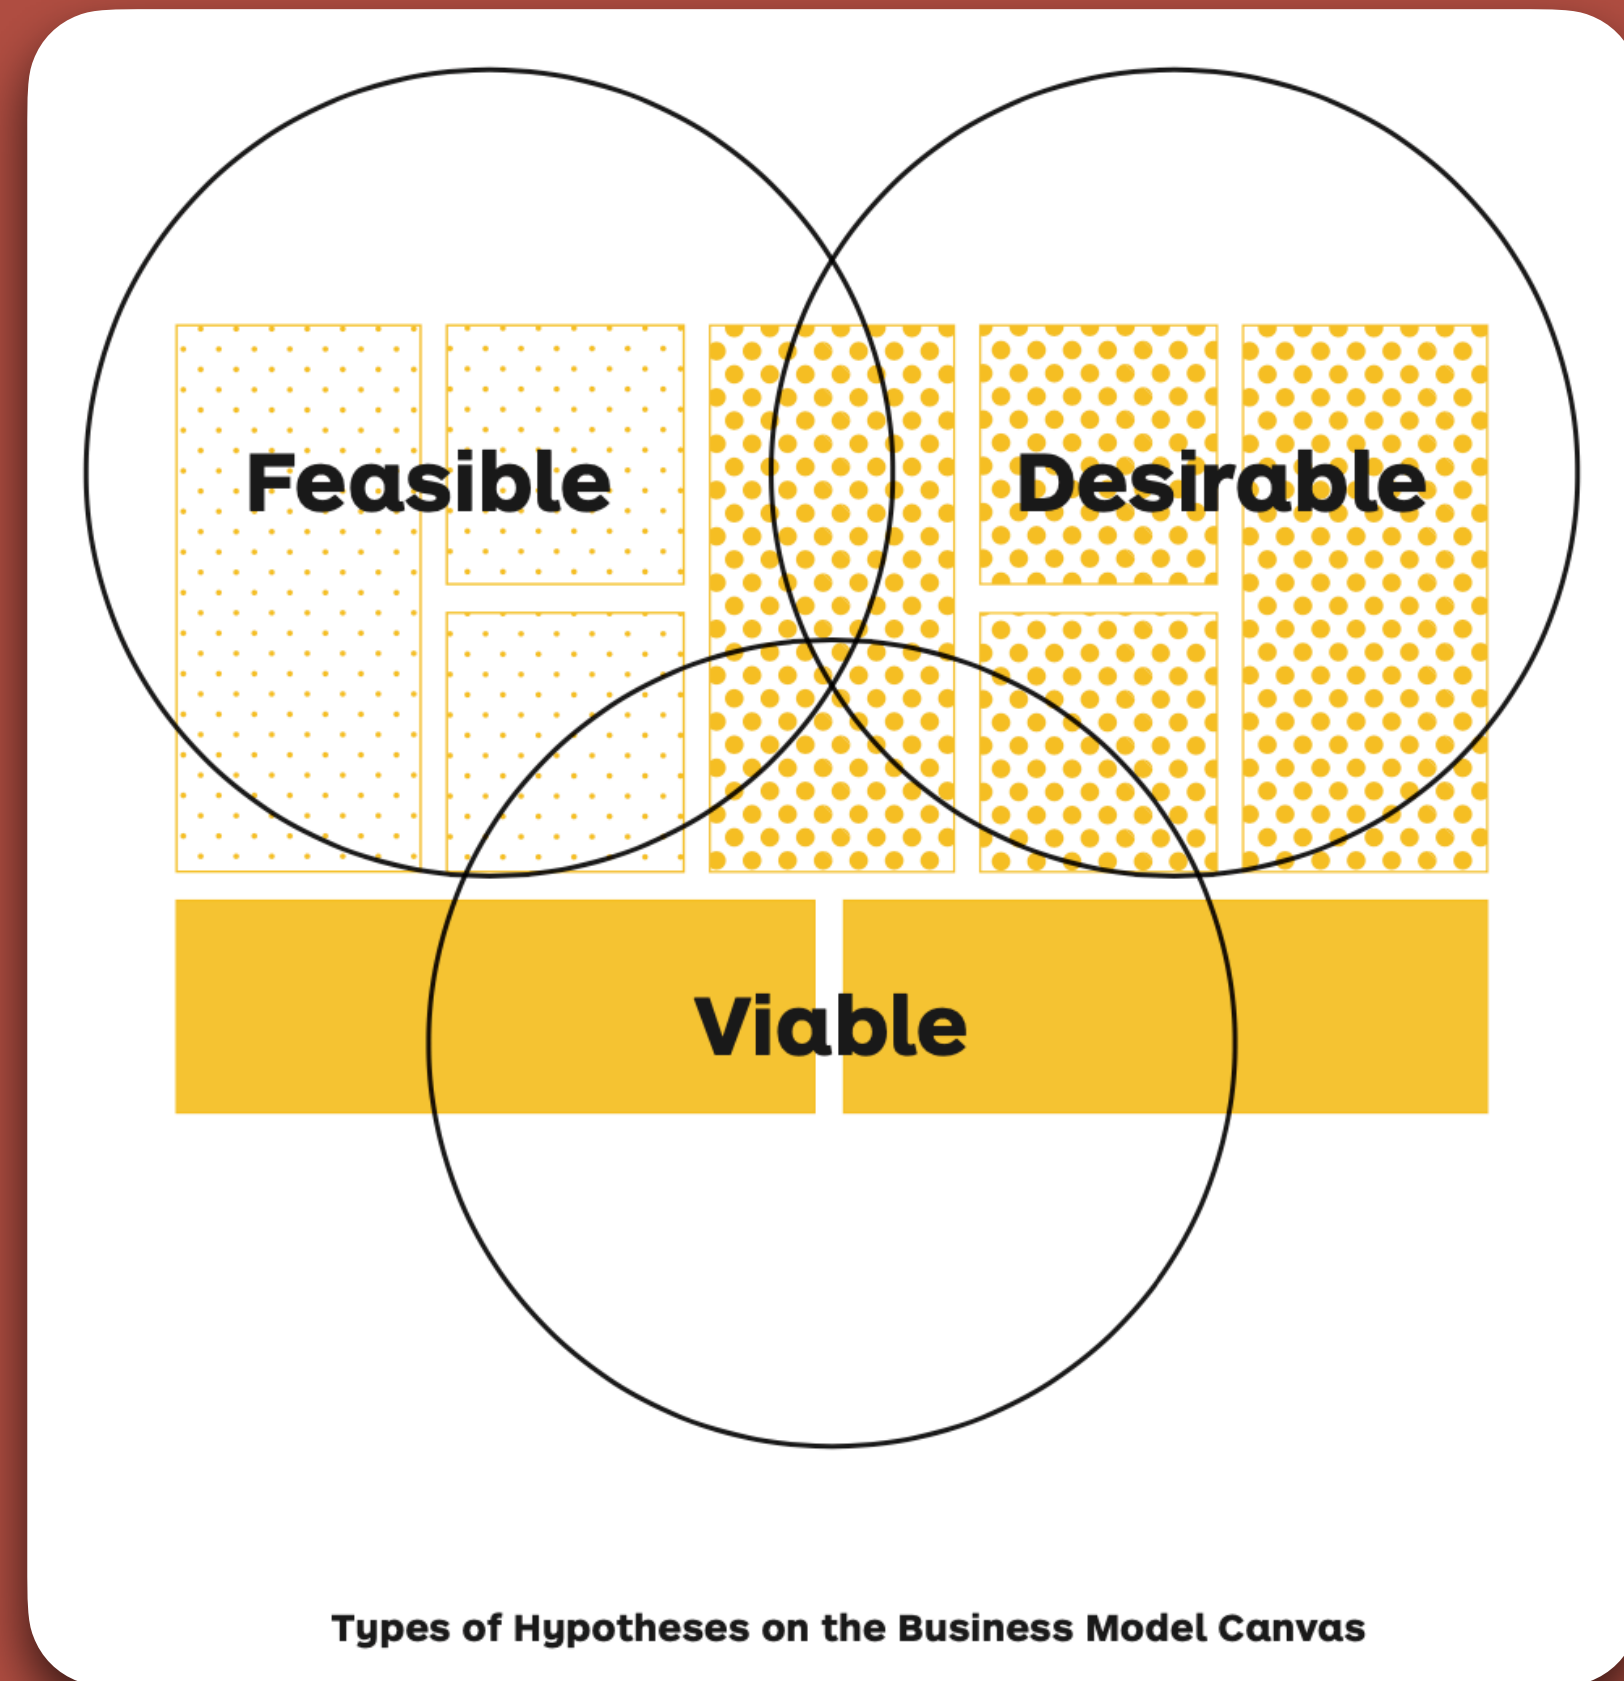 Feasible
Desirable
Viable
Types of Hypotheses on the Business Model Canvas